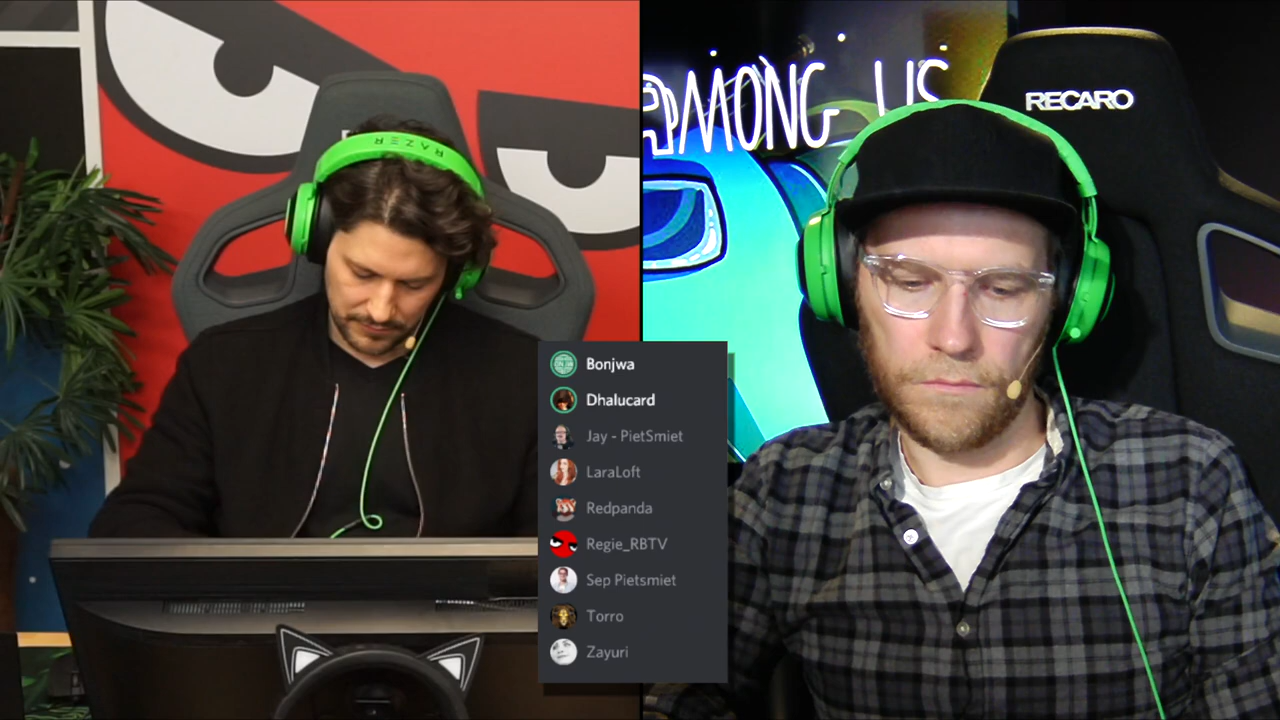 RAZER
AMONG US
RECARO
Bonjwa
Dhalucard
Jay - PietSmiet
LaraLoft
Redpanda
Regie_RBTV
Sep Pietsmiet
Torro
Zayuri